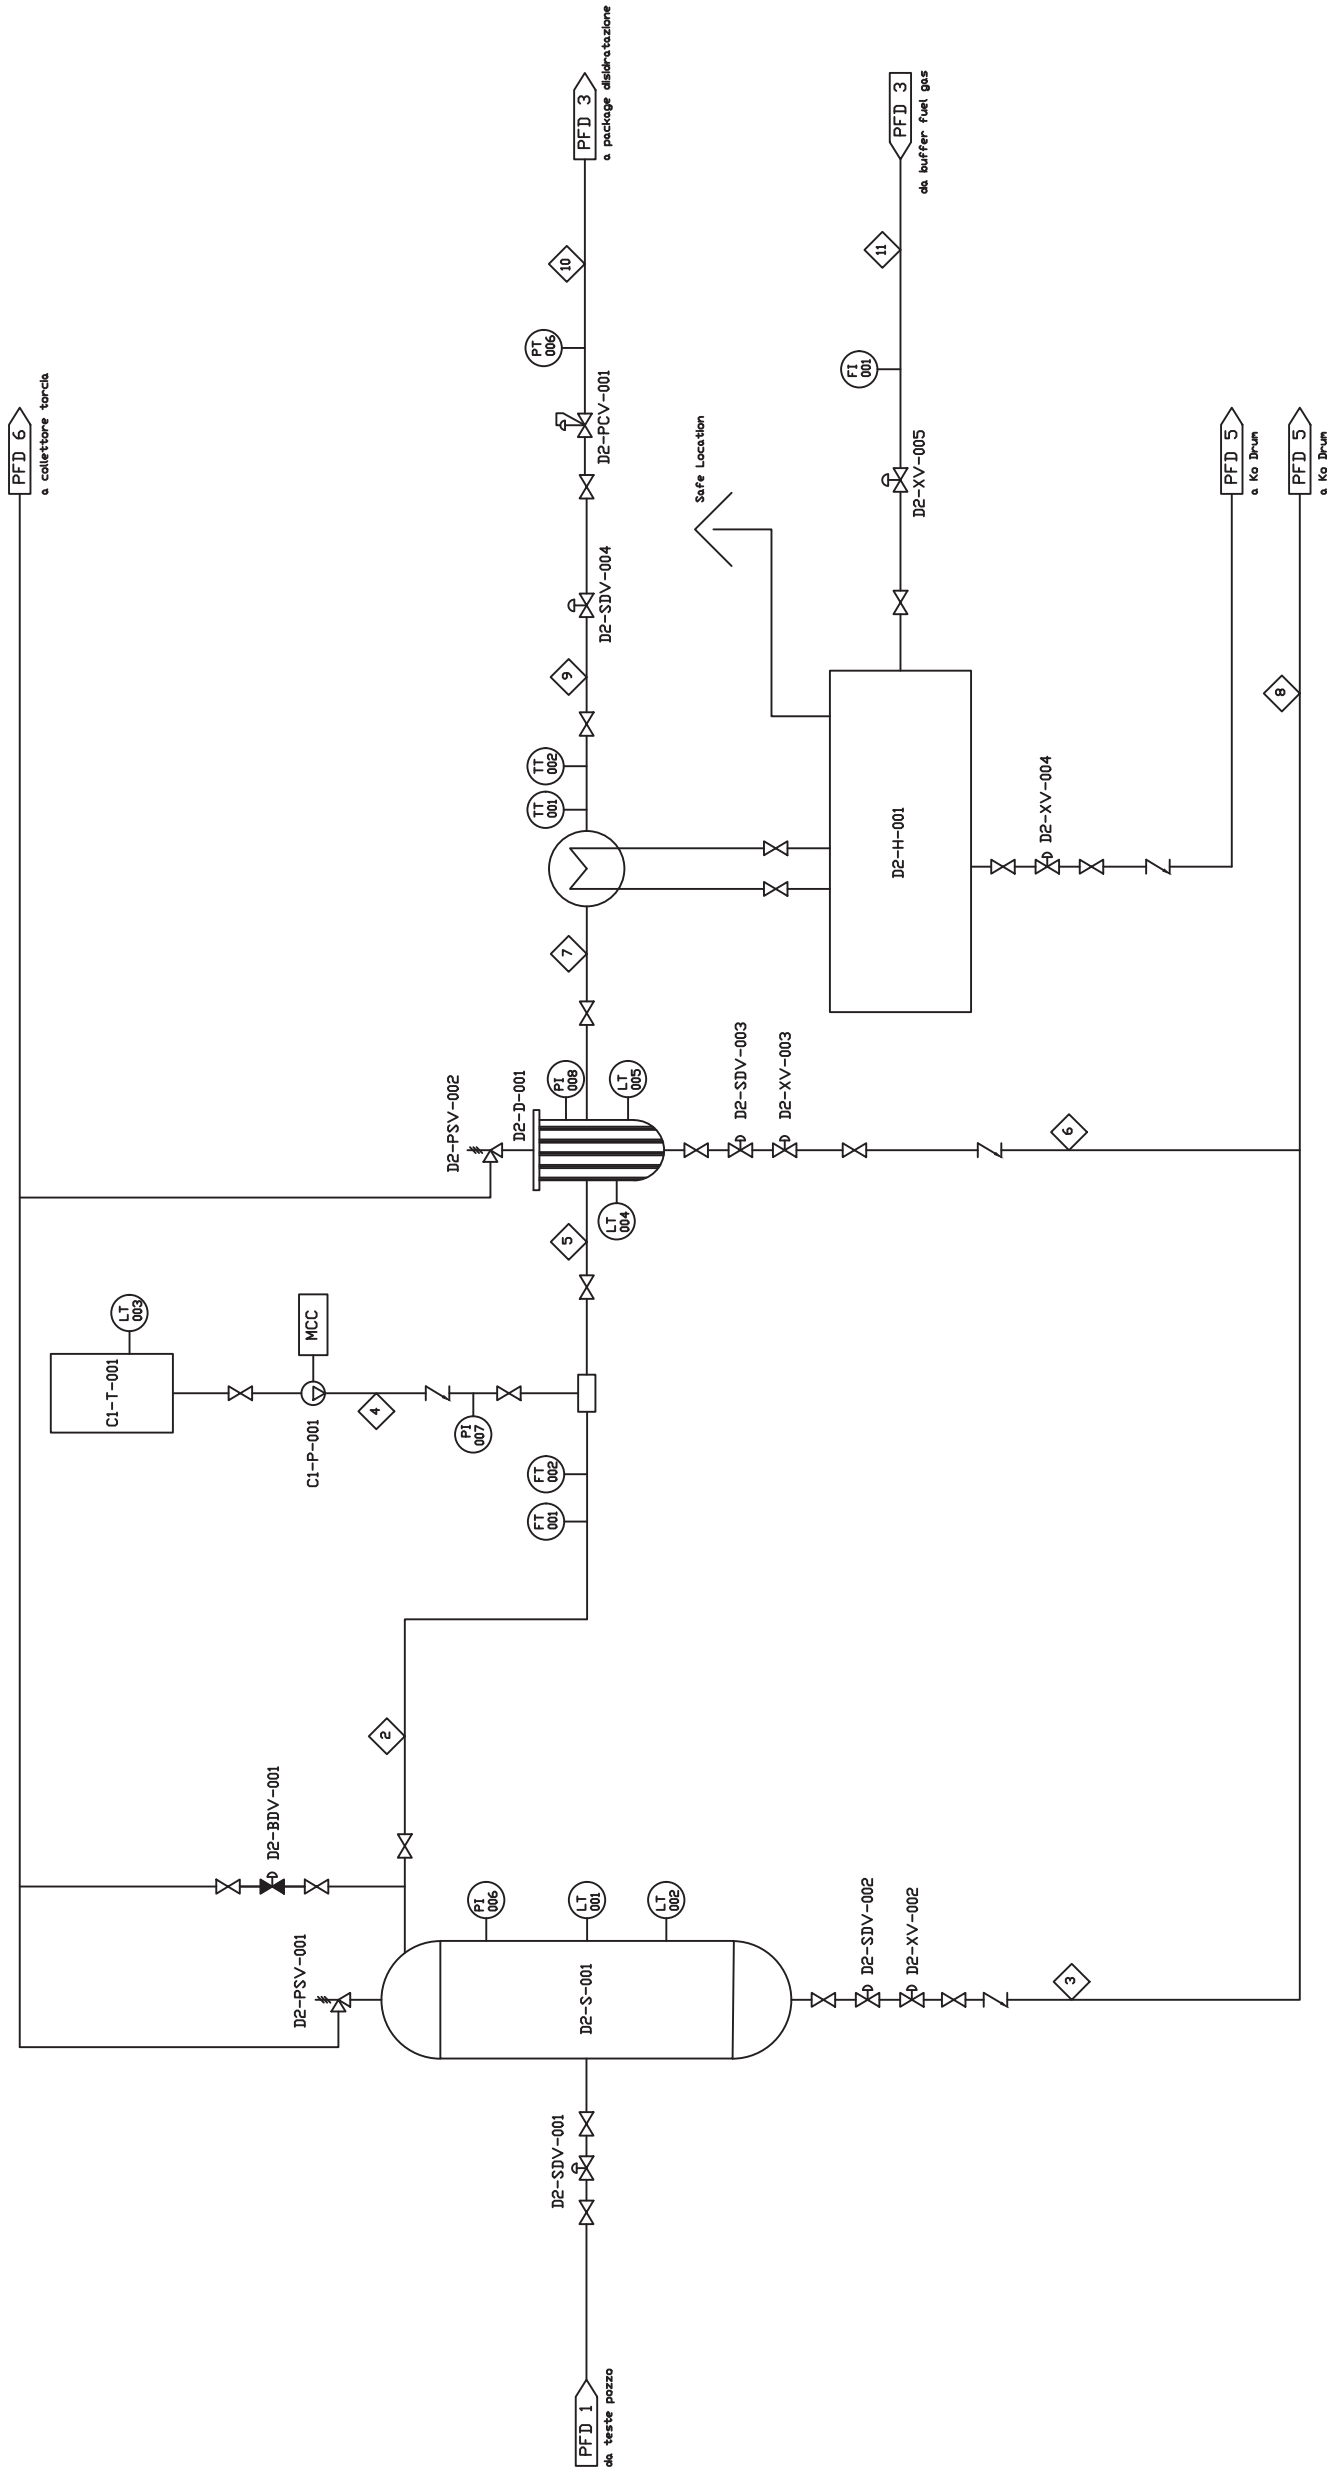 PFD 6
a collettore torcia
PFD 3
a package disidratazione
PFD 3
da buffer fuel gas
PFD 5
a Ko Drum
PFD 5
a Ko Drum
PFD 1
da teste pozzo
D2-SDV-001
D2-PSV-001
D2-S-001
PI
006
LT
001
LT
002
D2-BDV-001
2
D2-SDV-002
D2-XV-002
3
FT
001
FT
002
C1-T-001
LT
003
C1-P-001
MCC
4
PI
007
5
D2-PSV-002
D2-D-001
LT
004
PI
008
LT
005
D2-SDV-003
D2-XV-003
6
7
TT
001
TT
002
9
D2-SDV-004
D2-PCV-001
PT
006
10
Safe Location
D2-H-001
D2-XV-004
D2-XV-005
FI
001
11
8